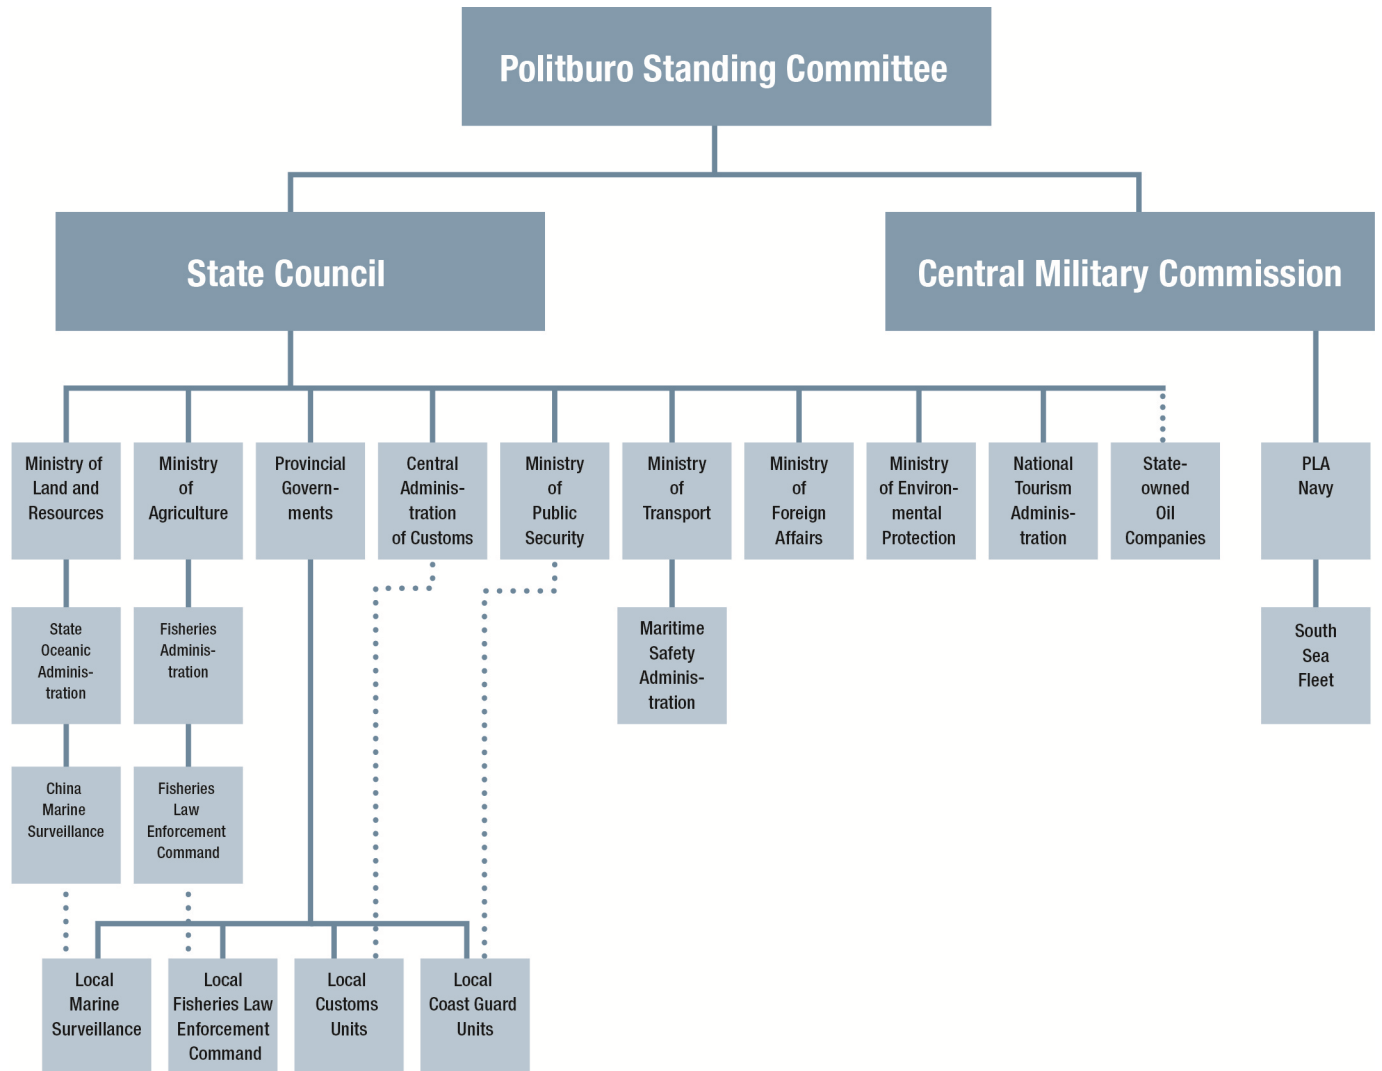 Politburo Standing Committee
State Council
Central Military Commission
Ministry of
Land and
Resources
Ministry
of
Agriculture
Provincial
Govern-
ments
Central
Adminis-
tration
of Customs
Ministry
of
Public
Security
Ministry
of
Transport
Ministry
of
Foreign
Affairs
Ministry
of Environ-
mental
Protection
National
Tourism
Adminis-
tration
State-
owned
Oil
Companies
PLA
Navy
State
Oceanic
Adminis-
tration
Fisheries
Adminis-
tration
Maritime
Safety
Adminis-
tration
South
Sea
Fleet
China
Marine
Surveillance
Fisheries
Law
Enforcement
Command
Local
Marine
Surveillance
Local
Fisheries Law
Enforcement
Command
Local
Customs
Units
Local
Coast Guard
Units